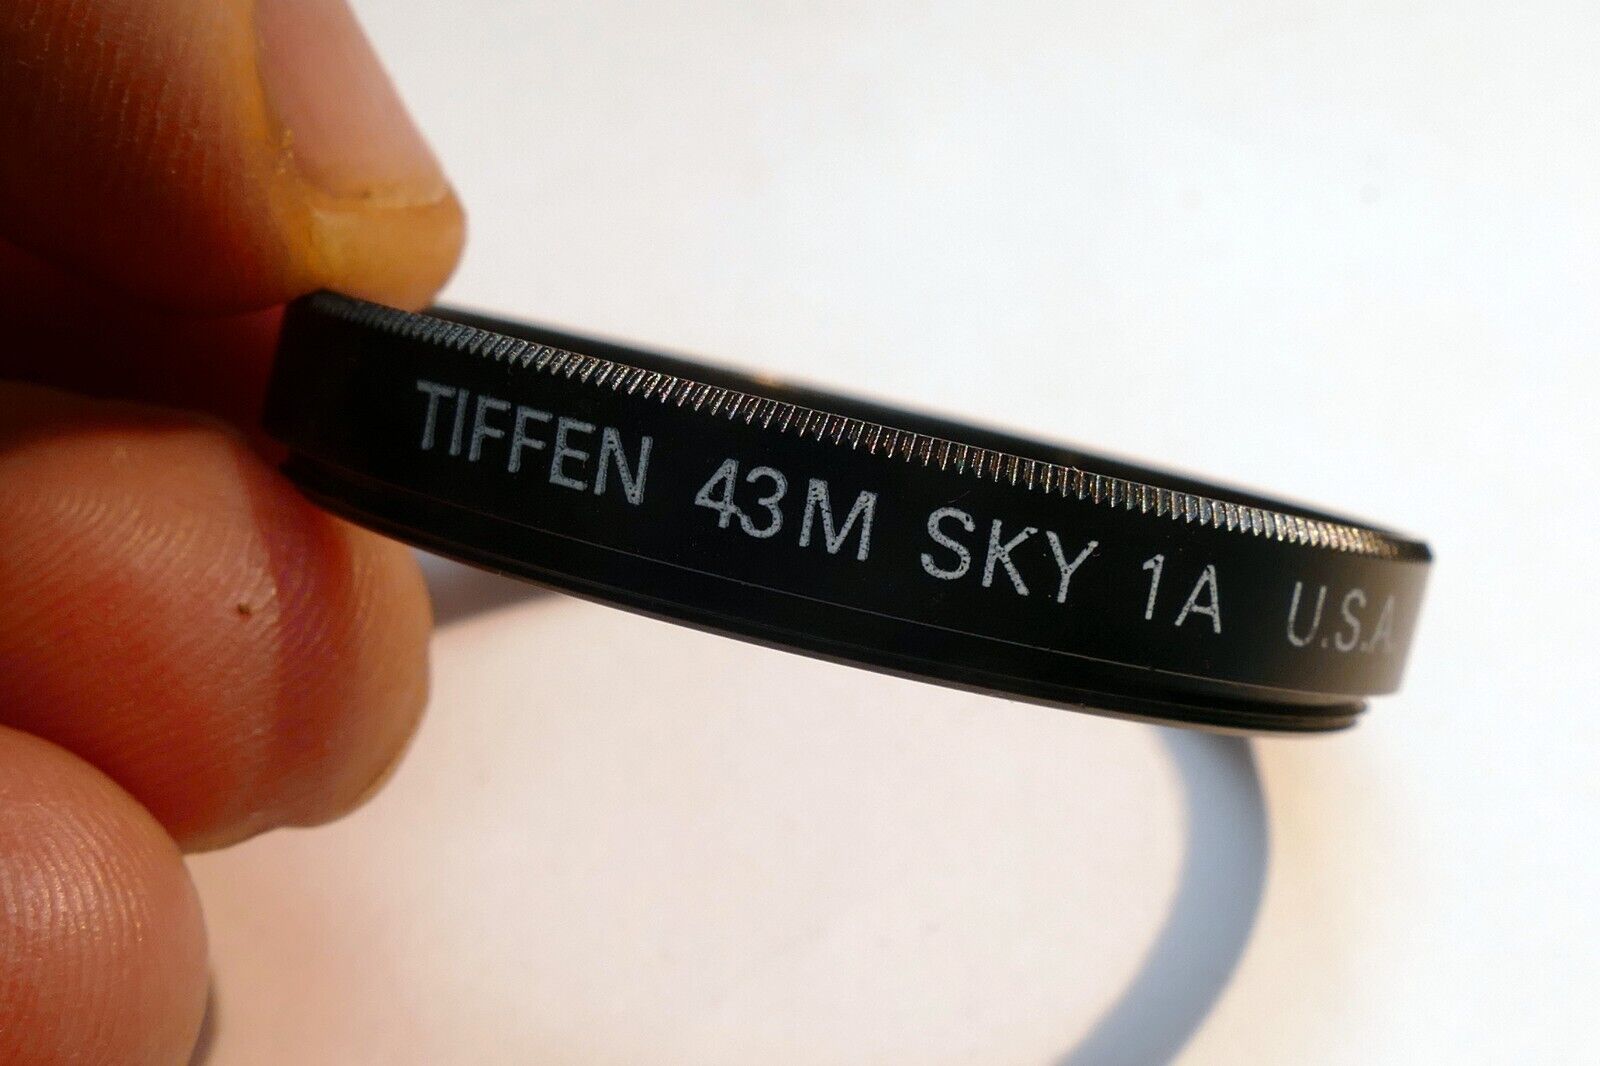 TIFFEN 43M SKY 1A U.S.A.